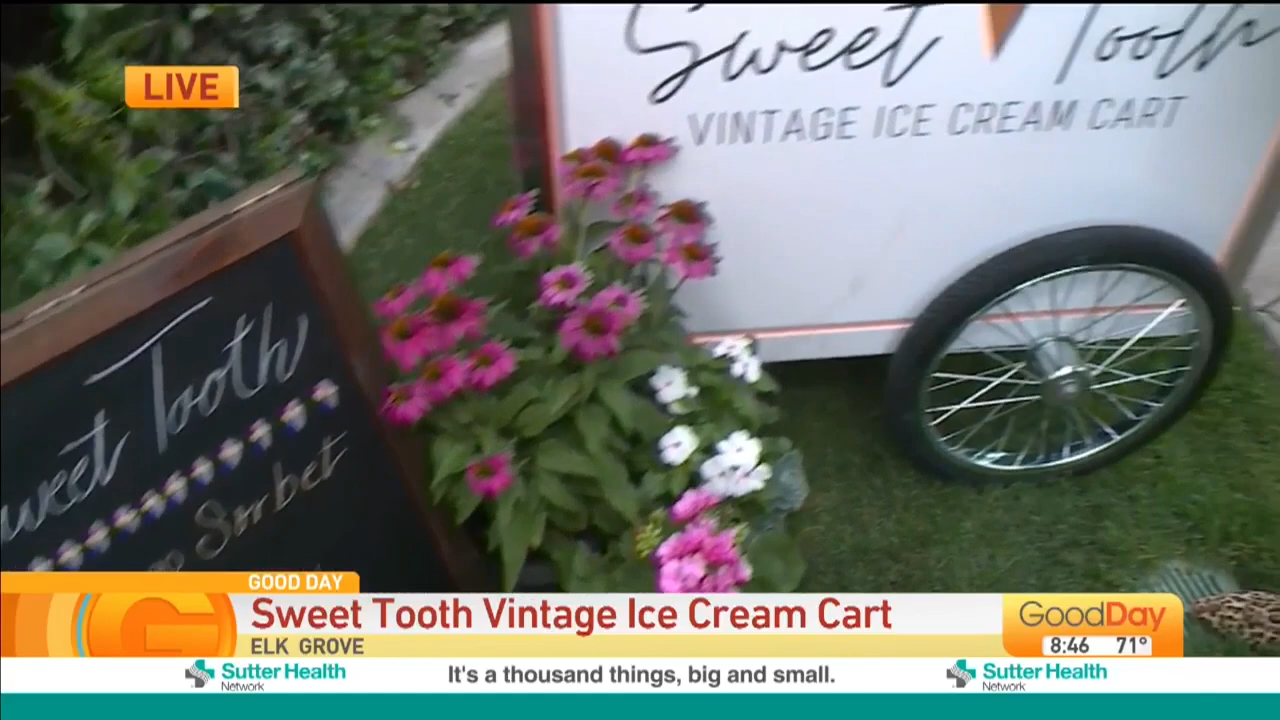 LIVE
Sweet Tooth
VINTAGE ICE CREAM CART
Tooth
Sorbet
GOOD DAY
Sweet Tooth Vintage Ice Cream Cart
ELK GROVE
GoodDay
8:46 71°
Sutter Health
Network
It's a thousand things, big and small.
Sutter Health
Network